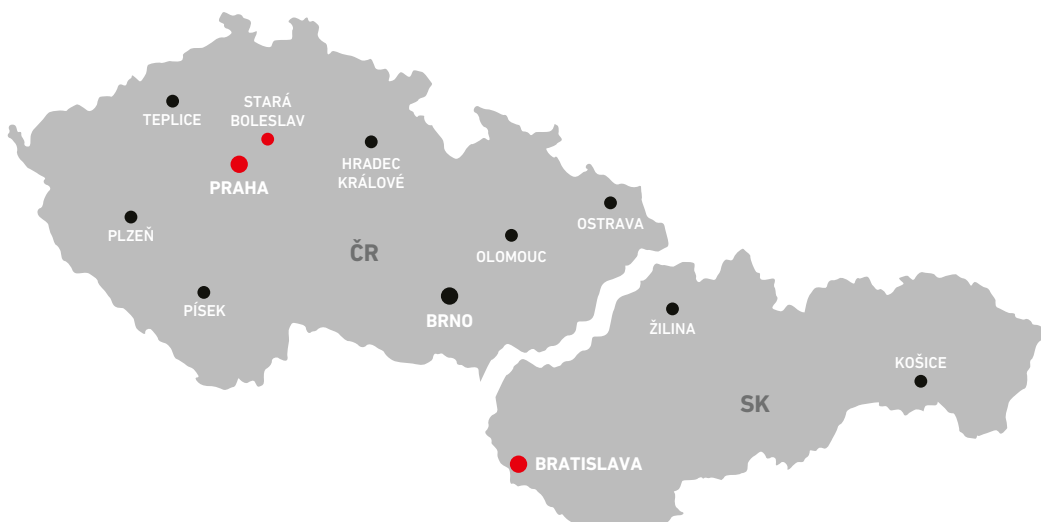 TEPLICE
STARÁ
BOLESLAV
HRADEC
KRÁLOVÉ
PRAHA
OSTRAVA
PLZEŇ
ČR
OLOMOUC
PÍSEK
BRNO
ŽILINA
KOŠICE
SK
BRATISLAVA